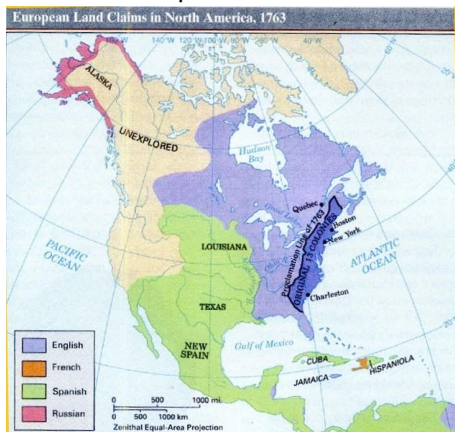 European Land Claims in North America, 1763
160° W
140° W
120° W
100° W
80° W
60° W
40° W
ALASKA
UNEXPLORED
Hudson
Bay
Quebec
Boston
New York
Proclamation Line of 1763
ORIGINAL 13 COLONIES
PACIFIC
OCEAN
ATLANTIC
OCEAN
LOUISIANA
Charleston
TEXAS
NEW
SPAIN
Gulf of Mexico
CUBA
JAMAICA
HISPANIOLA
English
French
Spanish
Russian
0 500 1000 mi.
0 500 1000 km
Zenithal Equal-Area Projection